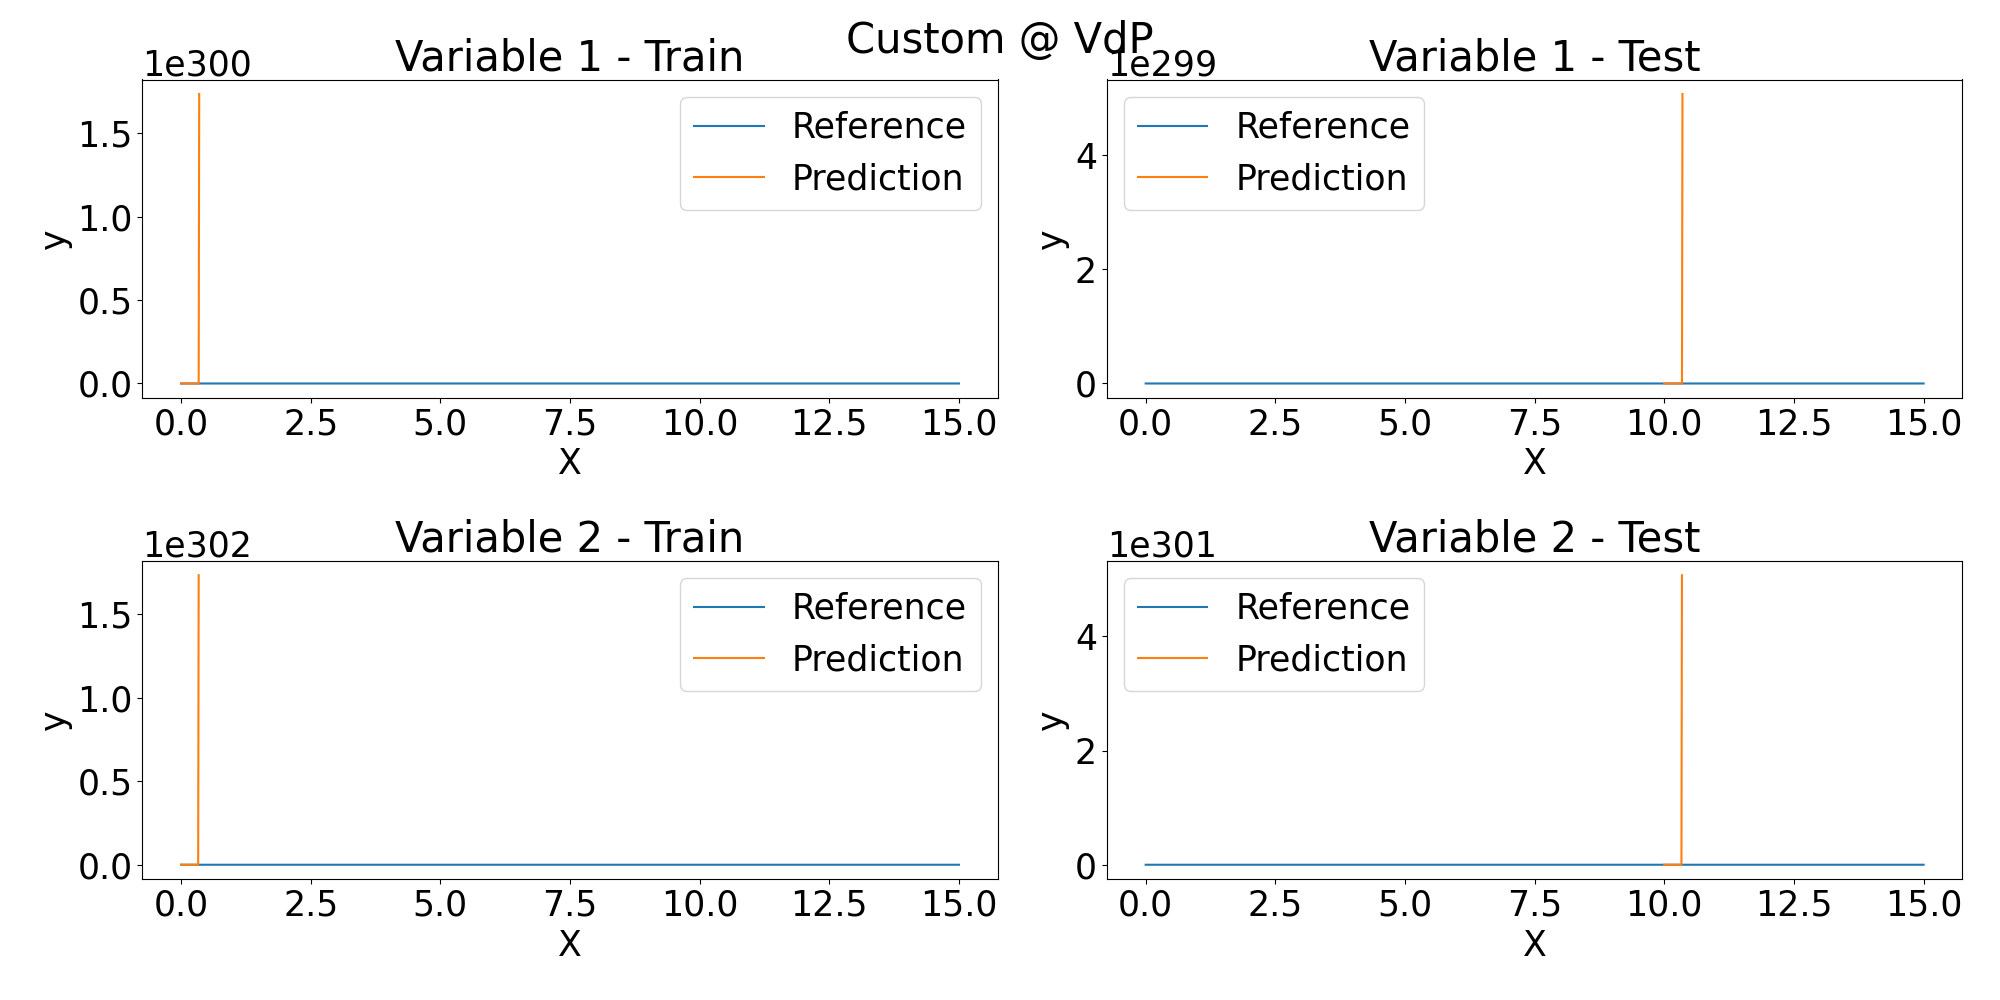 Custom @ VdP
Variable 1 - Train
1e300
1.5
1.0
0.5
0.0
y
Reference
Prediction
0.0 2.5 5.0 7.5 10.0 12.5 15.0
X
Variable 1 - Test
1e299
4
2
0
y
Reference
Prediction
0.0 2.5 5.0 7.5 10.0 12.5 15.0
X
Variable 2 - Train
1e302
1.5
1.0
0.5
0.0
y
Reference
Prediction
0.0 2.5 5.0 7.5 10.0 12.5 15.0
X
Variable 2 - Test
1e301
4
2
0
y
Reference
Prediction
0.0 2.5 5.0 7.5 10.0 12.5 15.0
X